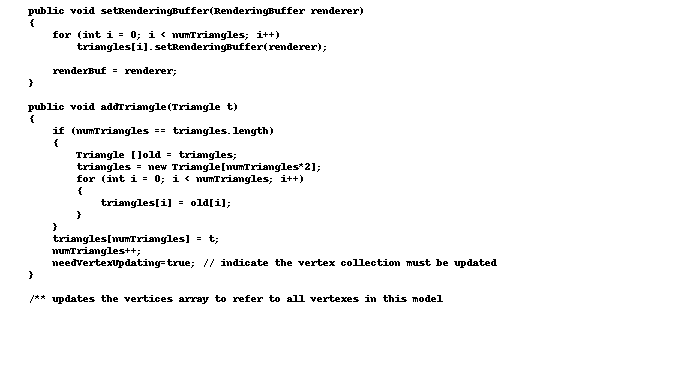 public void setRenderingBuffer(RenderingBuffer renderer)
{
    for (int i = 0; i < numTriangles; i++)
        triangles[i].setRenderingBuffer(renderer);

    renderBuf = renderer;
}

public void addTriangle(Triangle t)
{
    if (numTriangles == triangles.length)
    {
        Triangle []old = triangles;
        triangles = new Triangle[numTriangles*2];
        for (int i = 0; i < numTriangles; i++)
        {
            triangles[i] = old[i];
        }
    }
    triangles[numTriangles] = t;
    numTriangles++;
    needVertexUpdating=true; // indicate the vertex collection must be updated
}

/** updates the vertices array to refer to all vertexes in this model